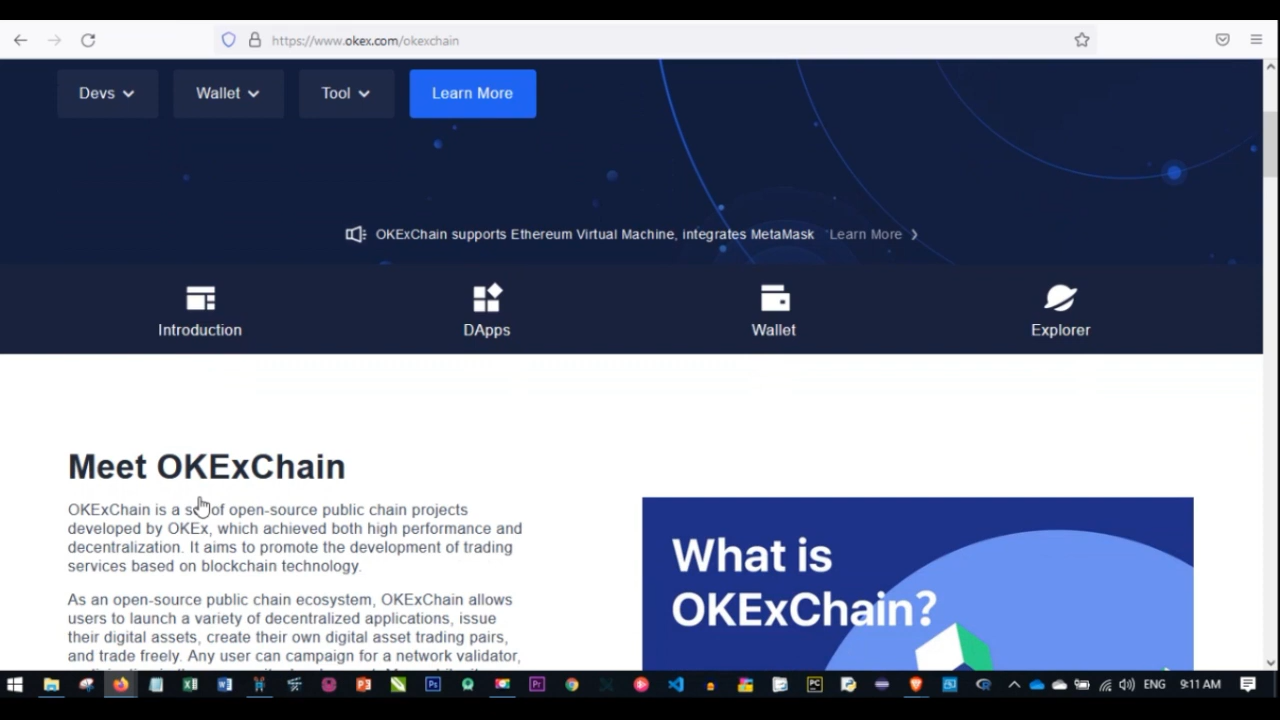 https://www.okex.com/okexchain
Devs
Wallet
Tool
Learn More
OKExChain supports Ethereum Virtual Machine, integrates MetaMask Learn More
Introduction
DApps
Wallet
Explorer
Meet OKExChain
OKExChain is a of open-source public chain projects
developed by OKEx, which achieved both high performance and
decentralization. It aims to promote the development of trading
services based on blockchain technology.
As an open-source public chain ecosystem, OKExChain allows
users to launch a variety of decentralized applications, issue
their digital assets, create their own digital asset trading pairs,
and trade freely. Any user can campaign for a network validator,
What is
OKExChain?
ENG
9:11 AM